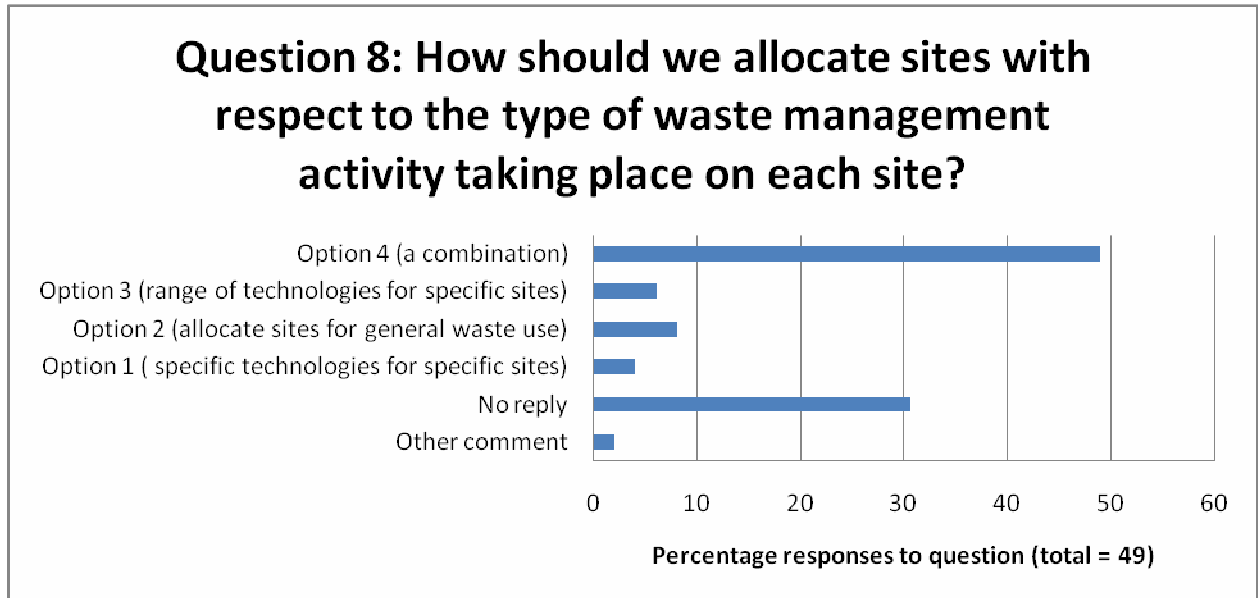 Question 8: How should we allocate sites with
respect to the type of waste management
activity taking place on each site?
Option 4 (a combination)
Option 3 (range of technologies for specific sites)
Option 2 (allocate sites for general waste use)
Option 1 ( specific technologies for specific sites)
No reply
Other comment
0 10 20 30 40 50 60
Percentage responses to question (total = 49)